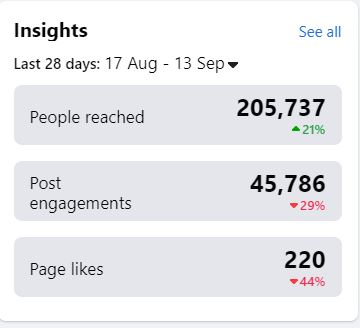 Insights See all
Last 28 days: 17 Aug - 13 Sep
People reached 205,737
21%
Post
engagements 45,786
29%
Page likes 220
44%